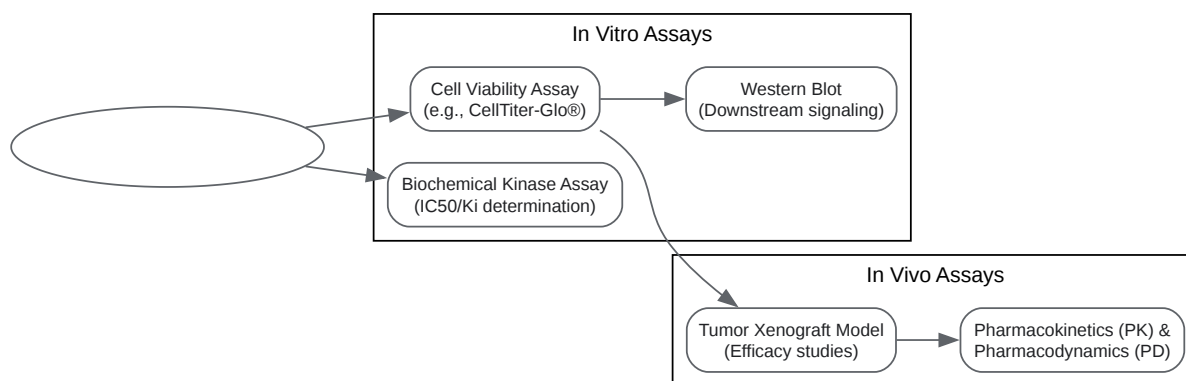 In Vitro Assays
Cell Viability Assay
(e.g., CellTiter-Glo®)
Western Blot
(Downstream signaling)
Biochemical Kinase Assay
(IC50/Ki determination)
In Vivo Assays
Tumor Xenograft Model
(Efficacy studies)
Pharmacokinetics (PK) &
Pharmacodynamics (PD)